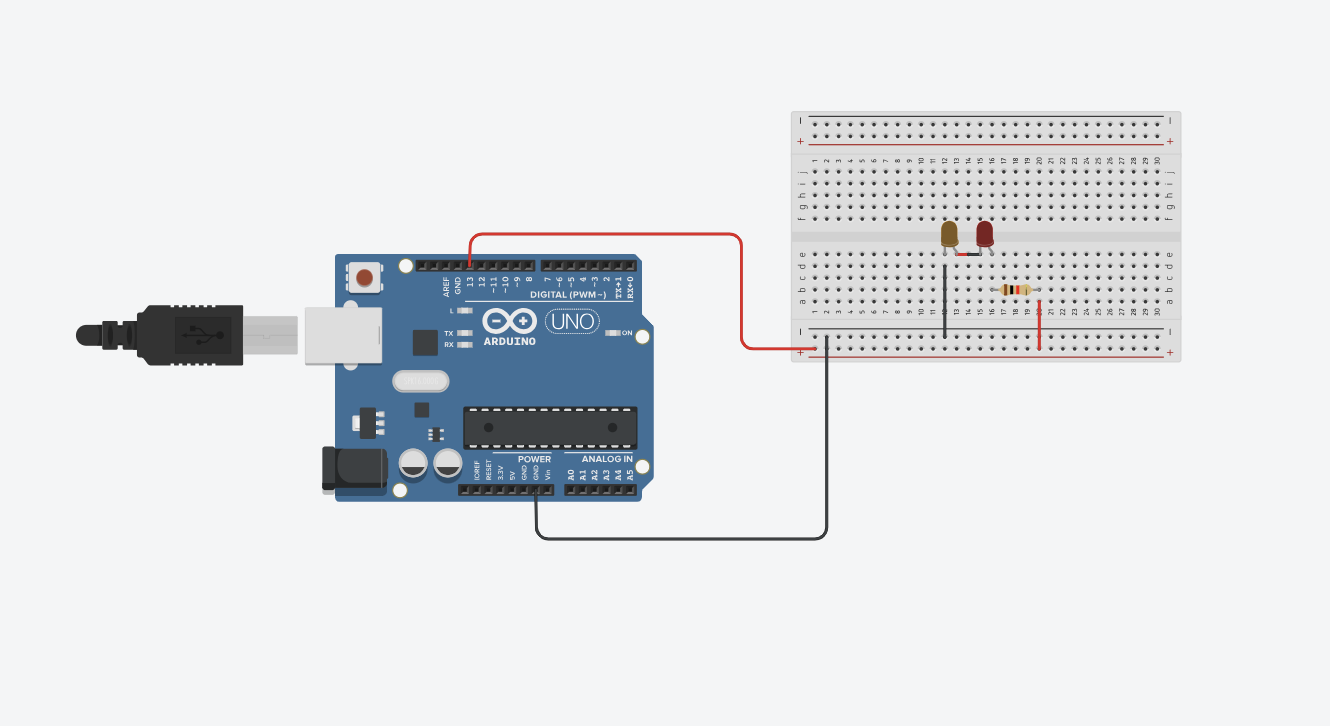 1 2 3 4 5 6 7 8 9 10 11 12 13 14 15 16 17 18 19 20 21 22 23 24 25 26 27 28 29 30
j j
i i
h h
g g
f f
e e
d d
c c
b b
a a
1 2 3 4 5 6 7 8 9 10 11 12 13 14 15 16 17 18 19 20 21 22 23 24 25 26 27 28 29 30
AREF GND 13 12 ~11 ~10 ~9 8 7 ~6 ~5 4 ~3 2 TX→1 RX←0
DIGITAL (PWM~)
L
TX
RX
UNO
ON
ARDUINO
POWER
ANALOG IN
IOREF RESET 3.3V 5V GND GND Vin A0 A1 A2 A3 A4 A5